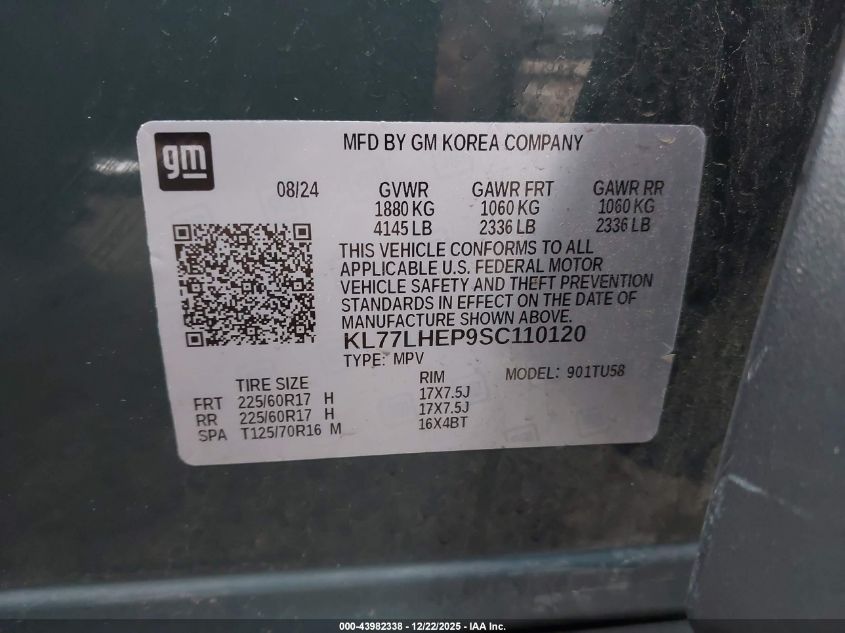 gm
MFD BY GM KOREA COMPANY
08/24 GVWR GAWR FRT GAWR RR
1880 KG 1060 KG 1060 KG
4145 LB 2336 LB 2336 LB
THIS VEHICLE CONFORMS TO ALL
APPLICABLE U.S. FEDERAL MOTOR
VEHICLE SAFETY AND THEFT PREVENTION
STANDARDS IN EFFECT ON THE DATE OF
MANUFACTURE SHOWN ABOVE.
KL77LHEP9SC110120
TYPE: MPV MODEL: 901TU58
TIRE SIZE RIM
FRT 225/60R17 H 17X7.5J
RR 225/60R17 H 17X7.5J
SPA T125/70R16 M 16X4BT
000-43982338 - 12/22/2025 - IAA Inc.